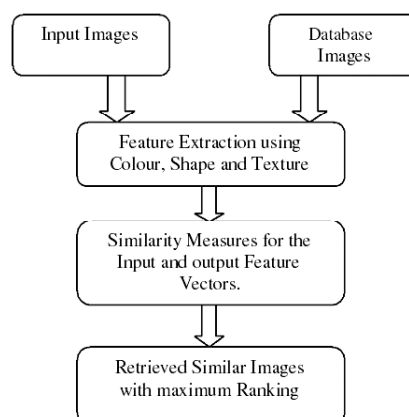 Input Images
Database
Images
Feature Extraction using
Colour, Shape and Texture
Similarity Measures for the
Input and output Feature
Vectors.
Retrieved Similar Images
with maximum Ranking